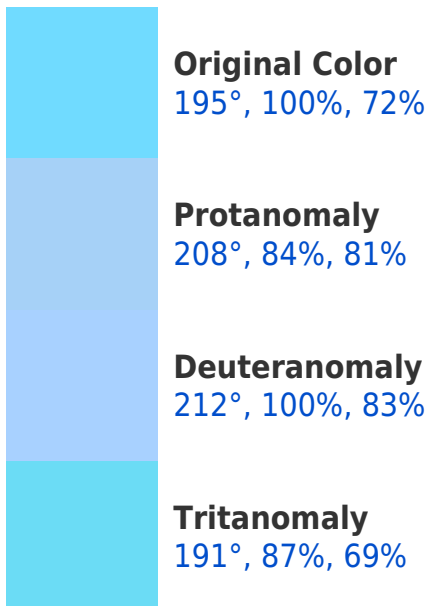 Original Color
195°, 100%, 72%
Protanomaly
208°, 84%, 81%
Deuteranomaly
212°, 100%, 83%
Tritanomaly
191°, 87%, 69%